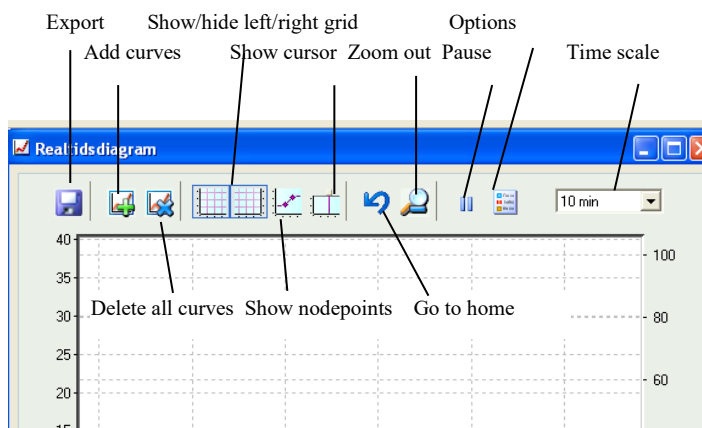 Export Show/hide left/right grid Options
Add curves Show cursor Zoom out Pause Time scale
Realtidsdiagram
10 min
40
100
35
Delete all curves Show nodepoints Go to home
30
80
25
60
20
15